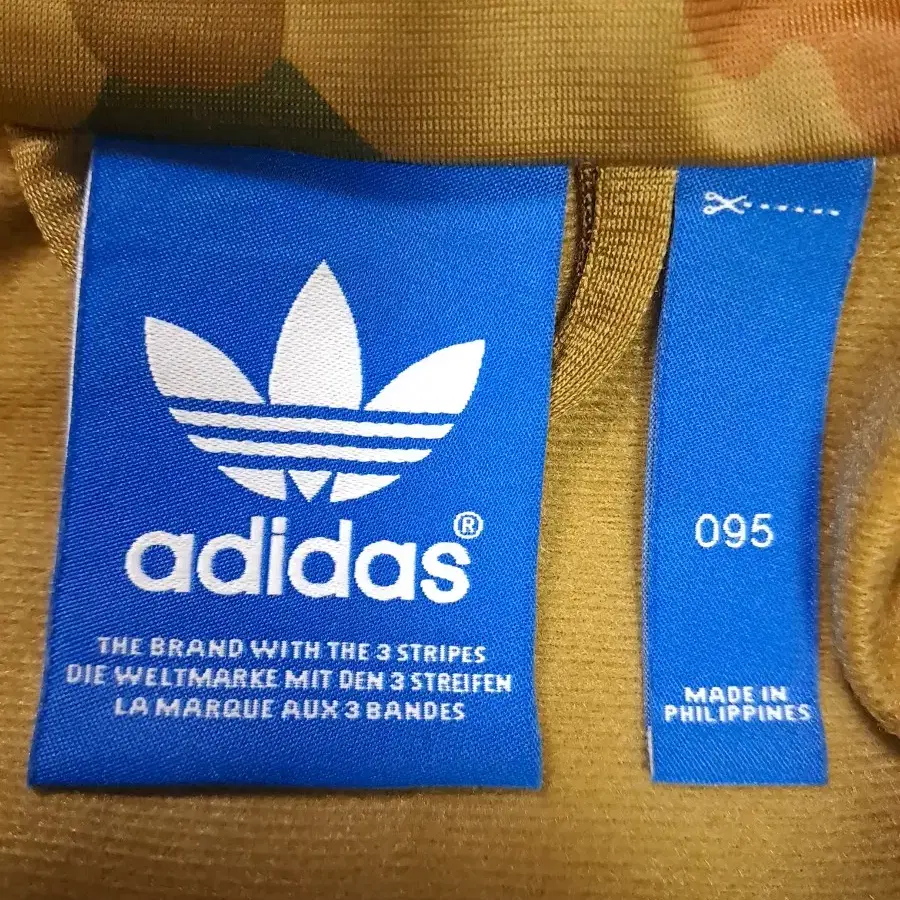 adidas®
THE BRAND WITH THE 3 STRIPES
DIE WELTMARKE MIT DEN 3 STREIFEN
LA MARQUE AUX 3 BANDES
095
MADE IN
PHILIPPINES